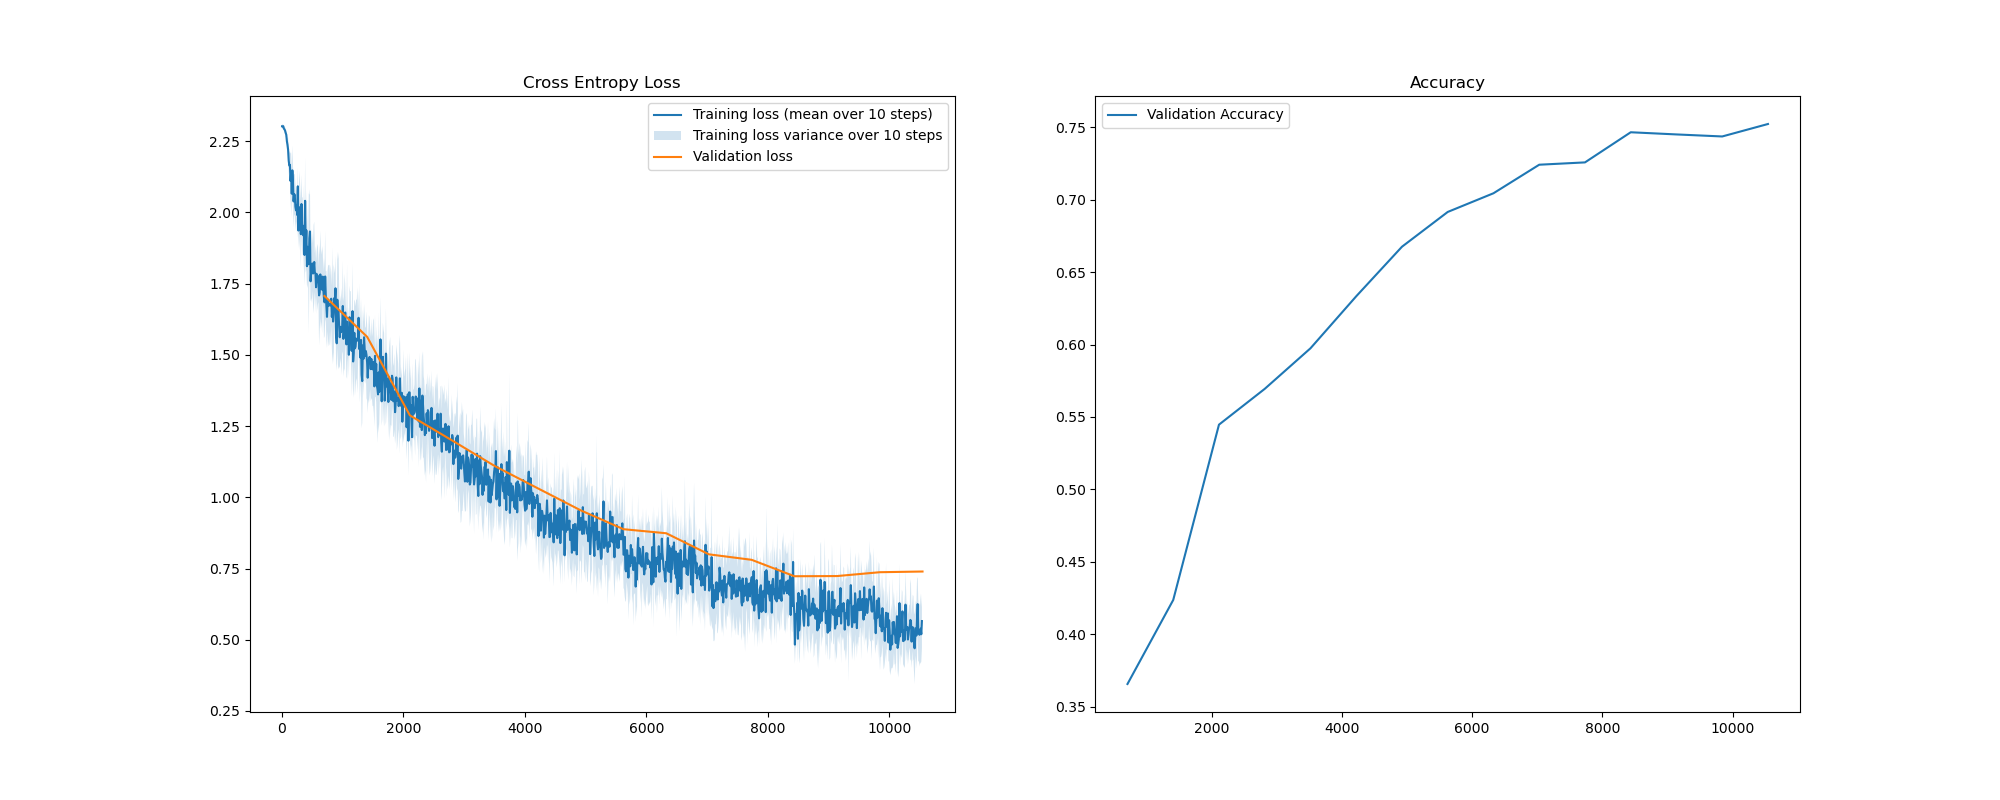 Cross Entropy Loss
Training loss (mean over 10 steps)
Training loss variance over 10 steps
Validation loss
2.25
2.00
1.75
1.50
1.25
1.00
0.75
0.50
0.25
0 2000 4000 6000 8000 10000
Accuracy
Validation Accuracy
0.75
0.70
0.65
0.60
0.55
0.50
0.45
0.40
0.35
2000 4000 6000 8000 10000